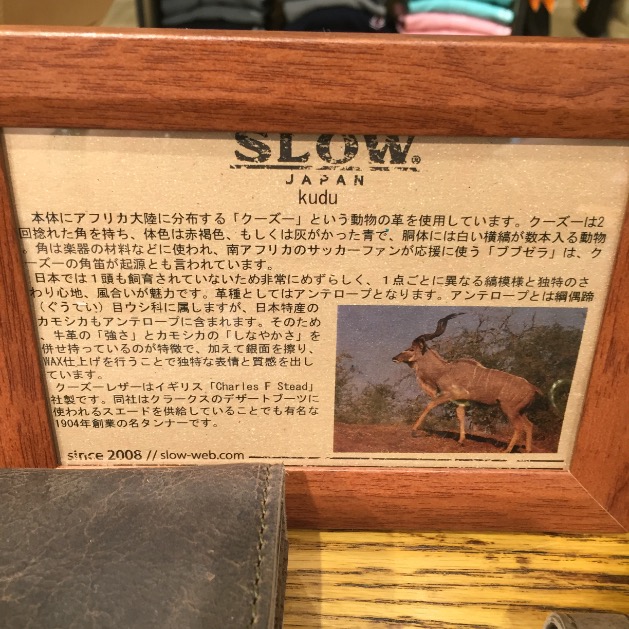 SLOW®
JAPAN
kudu
本体にアフリカ大陸に分布する「クーズー」という動物の革を使用しています。クーズーは2
回捻れた角を持ち、体色は赤褐色、もしくは灰がかった青で、胴体には白い横縞が数本入る動物
。角は楽器の材料などに使われ、南アフリカのサッカーファンが応援に使う「ブブゼラ」は、ク
ーズーの角笛が起源とも言われています。
日本では1頭も飼育されていないため非常にめずらしく、1点ごとに異なる縞模様と独特のさ
わり心地、風合いが魅力です。革種としてはアンテロープとなります。アンテロープとは偶偶蹄
(ぐうてい)目ウシ科に属しますが、日本特産の
カモシカもアンテロープに含まれます。そのため
牛革の「強さ」とカモシカの「しなやかさ」を
併せ持っているのが特徴で、加えて銀面を擦り、
WAX仕上げを行うことで独特な表情と質感を出し
ています。
クーズーレザーはイギリス「Charles F Stead」
社製です。同社はクラークスのデザートブーツに
使われるスエードを供給していることでも有名な
1904年創業の名タンナーです。
since 2008 // slow-web.com